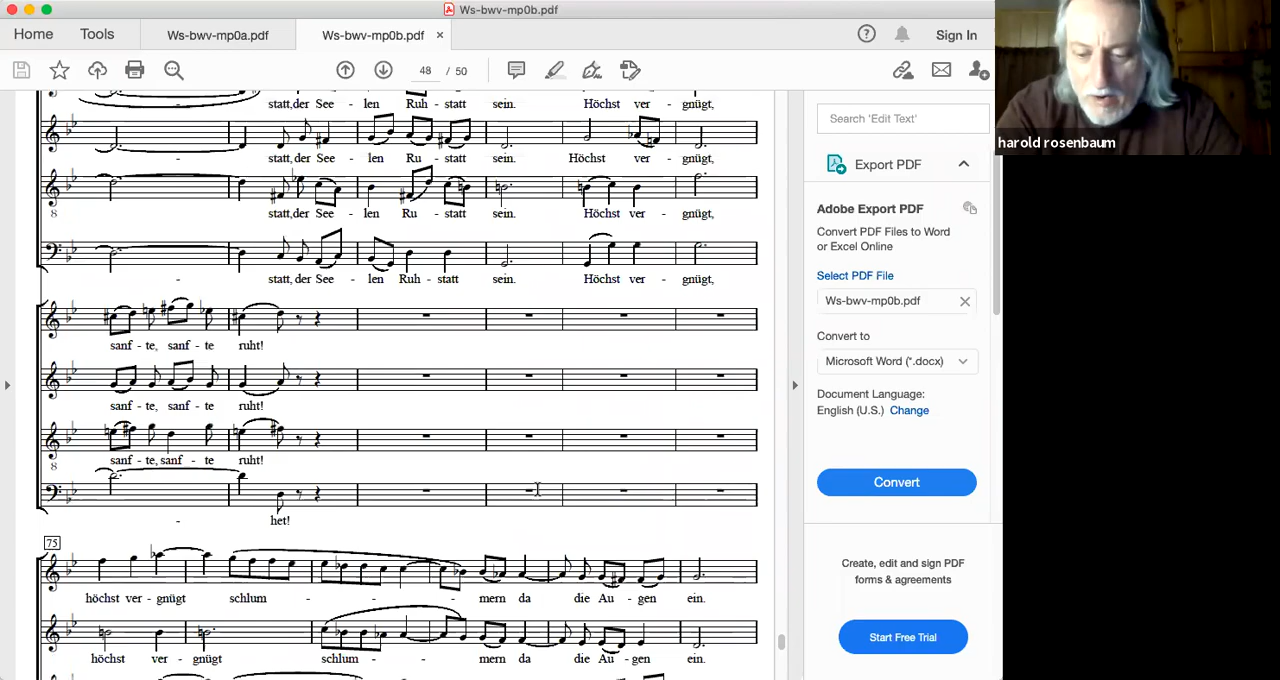 Ws-bwv-mp0b.pdf
Home Tools Ws-bwv-mp0a.pdf Ws-bwv-mp0b.pdf × Sign In
48 / 50
statt, der See - len Ruh - statt sein. Höchst ver - gnügt,
statt, der See - len Ru - statt sein. Höchst ver - gnügt,
8
statt, der See - len Ru - statt sein. Höchst ver - gnügt,
- statt, der See - len Ruh - statt sein. Höchst ver - gnügt,
sanf - te, sanf - te ruht!
sanf - te, sanf - te ruht!
8
sanf - te, sanf - te ruht!
- het!
75
höchst ver - gnügt schlum - - - mern da die Au - gen ein.
höchst ver - gnügt schlum - - - mern da die Au - gen ein.
Search 'Edit Text'
Export PDF
Adobe Export PDF
Convert PDF Files to Word
or Excel Online
Select PDF File
Ws-bwv-mp0b.pdf
Convert to
Microsoft Word (*.docx)
Document Language:
English (U.S.) Change
Convert
Create, edit and sign PDF
forms & agreements
Start Free Trial
harold rosenbaum